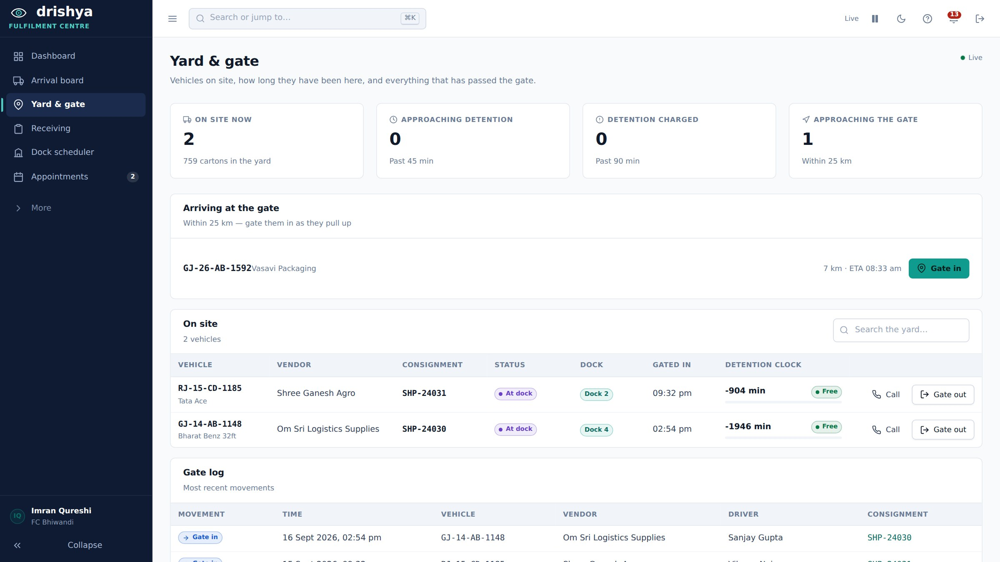 drishya
FULFILMENT CENTRE
Dashboard
Arrival board
Yard & gate
Receiving
Dock scheduler
Appointments 2
More
IQ
Imran Qureshi
FC Bhiwandi
Collapse
Search or jump to... ⌘K
Live
13
Yard & gate
Live
Vehicles on site, how long they have been here, and everything that has passed the gate.
ON SITE NOW
2
759 cartons in the yard
APPROACHING DETENTION
0
Past 45 min
DETENTION CHARGED
0
Past 90 min
APPROACHING THE GATE
1
Within 25 km
Arriving at the gate
Within 25 km — gate them in as they pull up
GJ-26-AB-1592Vasavi Packaging 7 km · ETA 08:33 am Gate in
On site
2 vehicles
Search the yard...
VEHICLE VENDOR CONSIGNMENT STATUS DOCK GATED IN DETENTION CLOCK
RJ-15-CD-1185
Tata Ace
Shree Ganesh Agro SHP-24031 At dock Dock 2 09:32 pm -904 min Free Call Gate out
GJ-14-AB-1148
Bharat Benz 32ft
Om Sri Logistics Supplies SHP-24030 At dock Dock 4 02:54 pm -1946 min Free Call Gate out
Gate log
Most recent movements
MOVEMENT TIME VEHICLE VENDOR DRIVER CONSIGNMENT
Gate in 16 Sept 2026, 02:54 pm GJ-14-AB-1148 Om Sri Logistics Supplies Sanjay Gupta SHP-24030